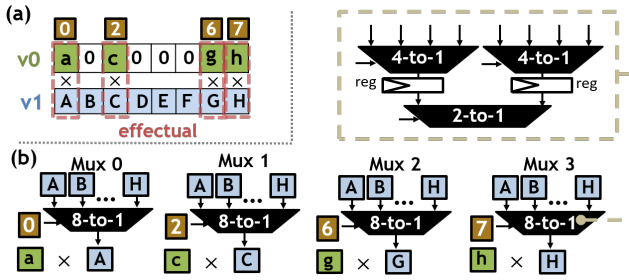 (a)
0 2 6 7
v0 a 0 c 0 0 0 g h
× × × ×
v1 A B C D E F G H
effectual
4-to-1 4-to-1
reg reg
2-to-1
(b)
Mux 0 Mux 1 Mux 2 Mux 3
A B ... H A B ... H A B ... H A B ... H
0 8-to-1 2 8-to-1 6 8-to-1 7 8-to-1
a × A c × C g × G h × H